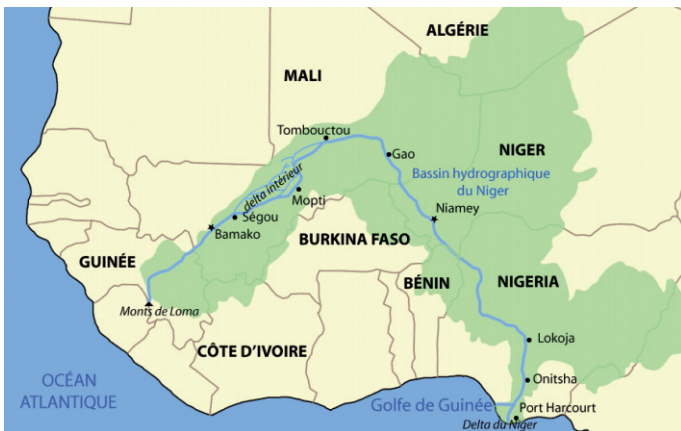 ALGÉRIE
MALI
Tombouctou
Gao
NIGER
delta intérieur
Bassin hydrographique
du Niger
Mopti
Ségou
Niamey
Bamako
BURKINA FASO
GUINÉE
BÉNIN
NIGERIA
Monts de Loma
Lokoja
CÔTE D'IVOIRE
OCÉAN
ATLANTIQUE
Onitsha
Golfe de Guinée
Port Harcourt
Delta du Niger